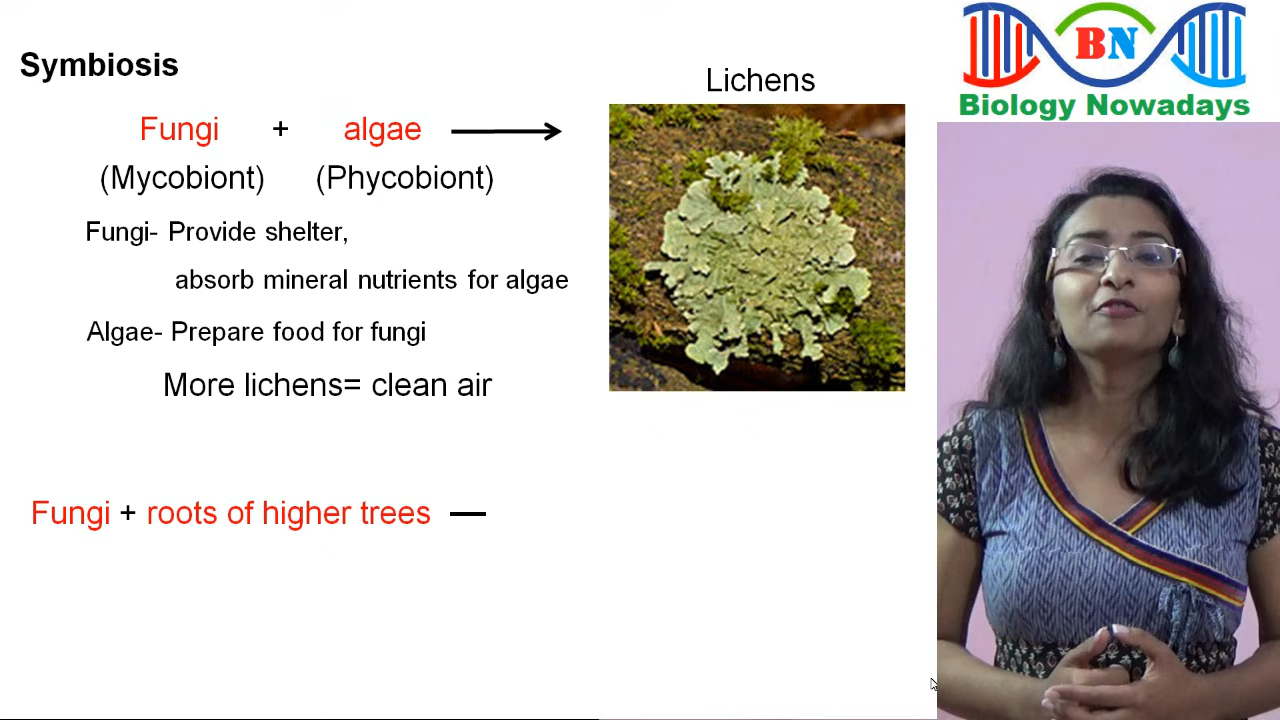 Symbiosis
Fungi + algae
(Mycobiont) (Phycobiont)
Fungi- Provide shelter,
absorb mineral nutrients for algae
Algae- Prepare food for fungi
More lichens= clean air
Fungi + roots of higher trees
Lichens
BN
Biology Nowadays